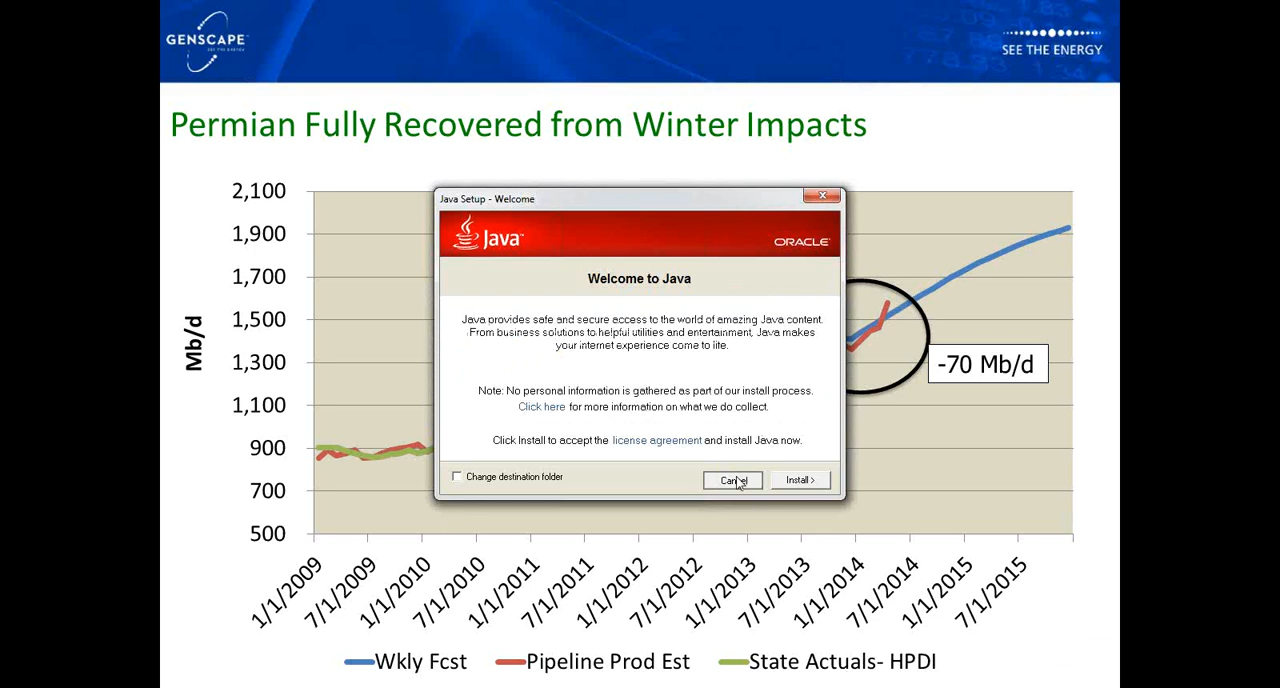 GENSCAPE
SEE THE ENERGY
SEE THE ENERGY
Permian Fully Recovered from Winter Impacts
2,100
1,900
1,700
1,500
1,300
1,100
900
700
500
Mb/d
Java Setup - Welcome
Java™
ORACLE
Welcome to Java
Java provides safe and secure access to the world of amazing Java content.
From business solutions to helpful utilities and entertainment, Java makes
your internet experience come to life.
Note: No personal information is gathered as part of our install process.
Click here for more information on what we do collect.
Click Install to accept the license agreement and install Java now.
Change destination folder
Cancel
Install >
-70 Mb/d
1/1/2009
7/1/2009
1/1/2010
7/1/2010
1/1/2011
7/1/2011
1/1/2012
7/1/2012
1/1/2013
7/1/2013
1/1/2014
7/1/2014
1/1/2015
7/1/2015
Wkly Fcst
Pipeline Prod Est
State Actuals- HPDI